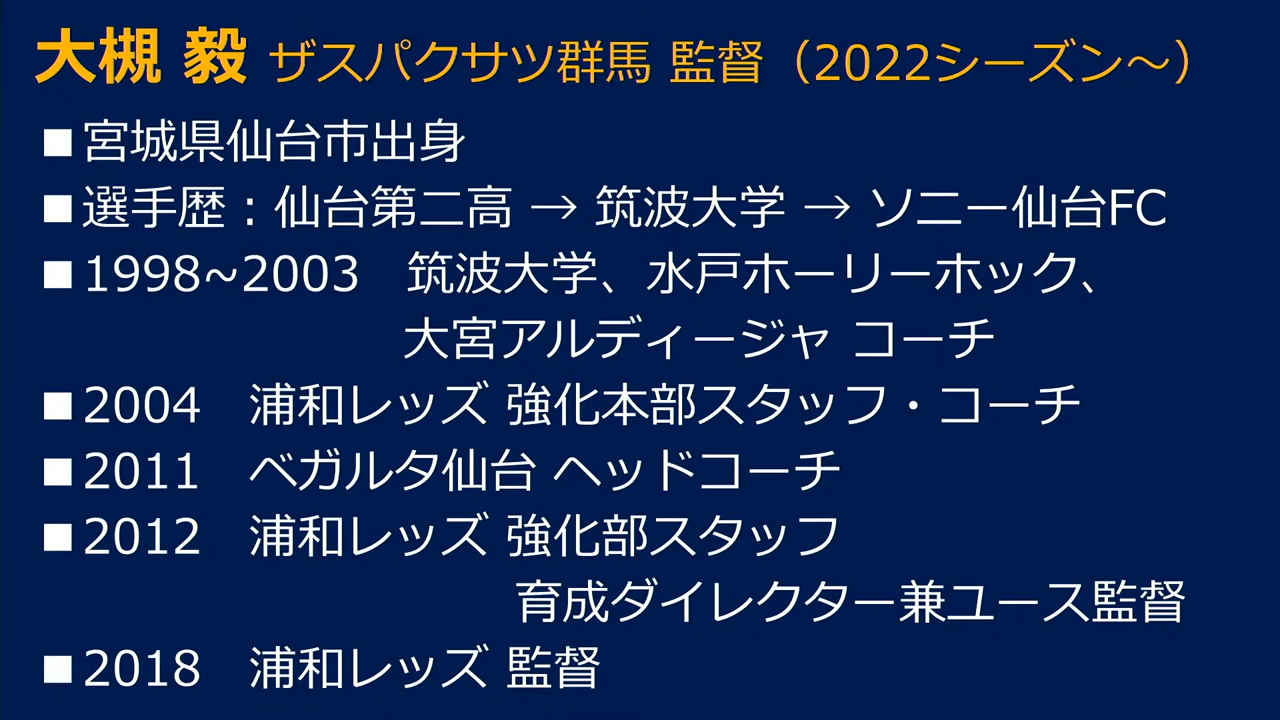 大槻 毅 ザスパクサツ群馬 監督（2022シーズン～）
■宮城県仙台市出身
■選手歴：仙台第二高 → 筑波大学 → ソニー仙台FC
■1998~2003　筑波大学、水戸ホーリーホック、
大宮アルディージャ コーチ
■2004　浦和レッズ 強化本部スタッフ・コーチ
■2011　ベガルタ仙台 ヘッドコーチ
■2012　浦和レッズ 強化部スタッフ
育成ダイレクター兼ユース監督
■2018　浦和レッズ 監督